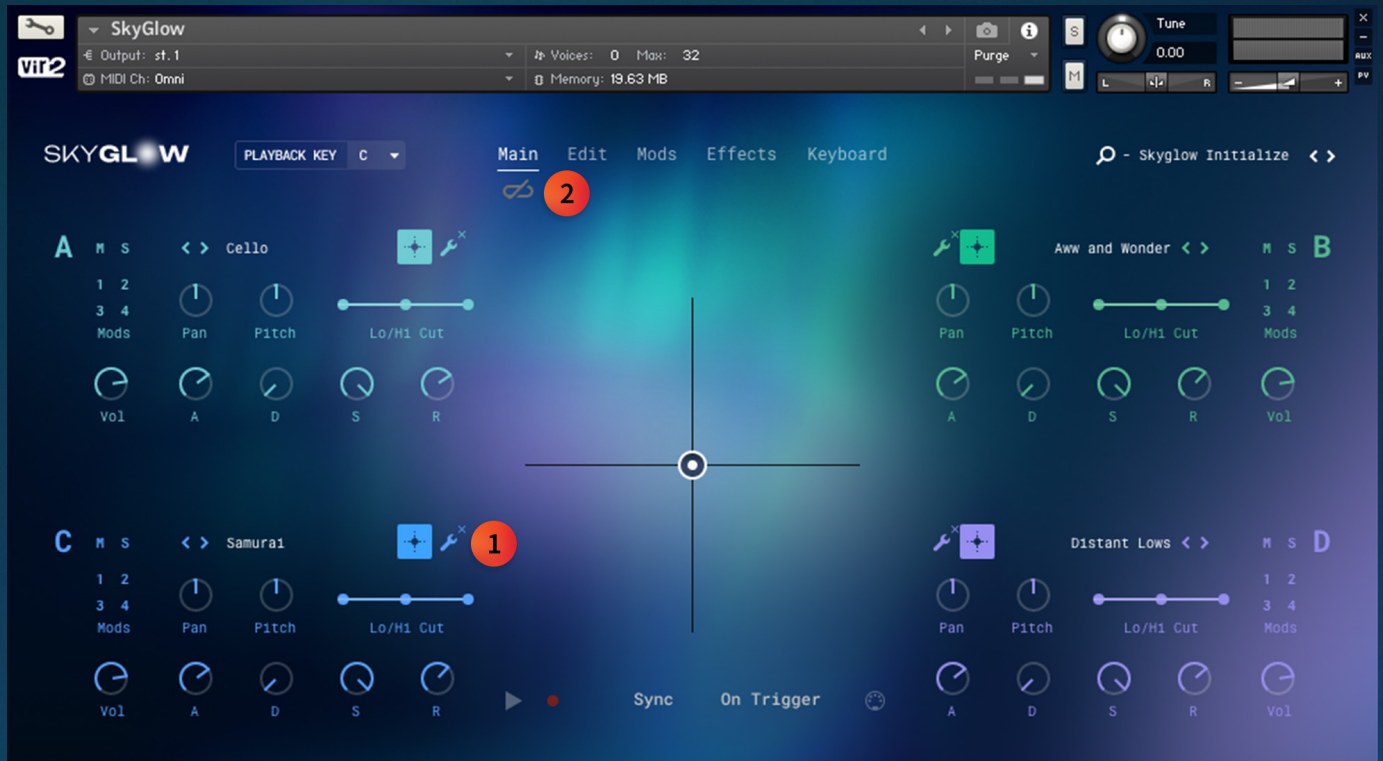 SkyGlow
S
Tune
Output: st.1
Voices: 0 Max: 32
Purge
0.00
AUX
Vir2
MIDI Ch: Omni
Memory: 19.63 MB
M
L R
- +
PV
SKYGLOW
PLAYBACK KEY C
Main Edit Mods Effects Keyboard
- Skyglow Initialize
2
A M S Cello
Aww and Wonder M S B
1 2
3 4
Mods Pan Pitch Lo/Hi Cut
1 2
3 4
Pan Pitch Lo/Hi Cut Mods
Vol A D S R
A D S R Vol
C M S Samurai
1
Distant Lows M S D
1 2
3 4
Mods Pan Pitch Lo/Hi Cut
1 2
3 4
Pan Pitch Lo/Hi Cut Mods
Vol A D S R
Sync On Trigger
A D S R Vol